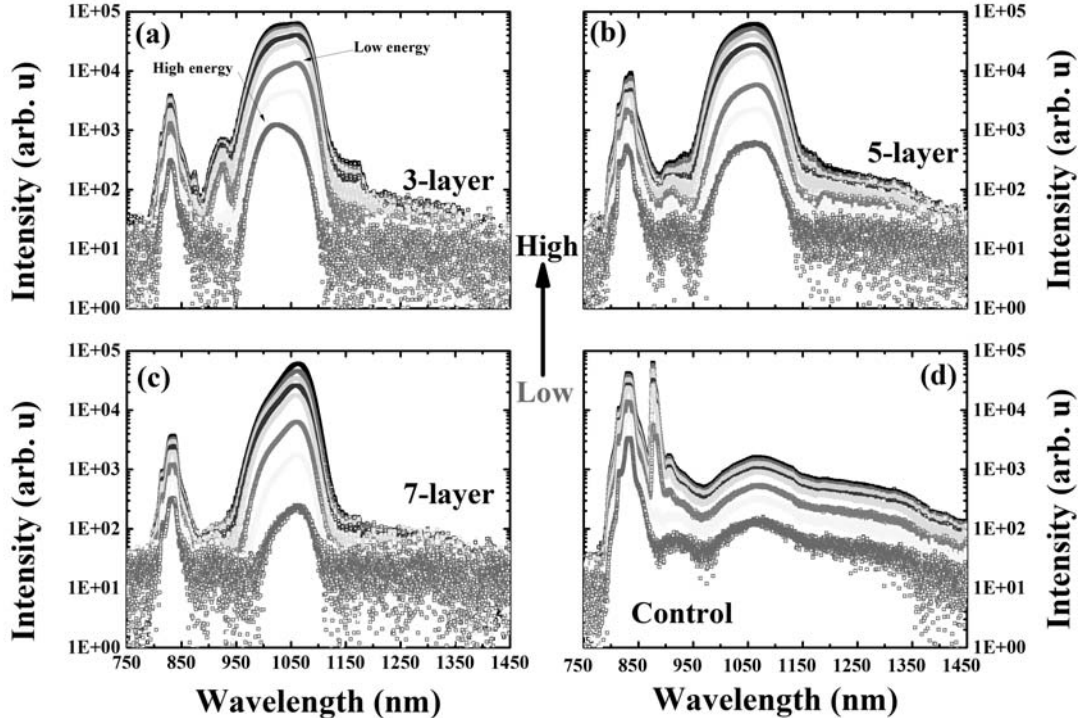 (a)
High energy
Low energy
3-layer
1E+05
1E+04
1E+03
1E+02
1E+01
1E+00
Intensity (arb. u)
(b)
5-layer
1E+05
1E+04
1E+03
1E+02
1E+01
1E+00
Intensity (arb. u)
High
Low
(c)
7-layer
1E+05
1E+04
1E+03
1E+02
1E+01
1E+00
Intensity (arb. u)
750 850 950 1050 1150 1250 1350 1450
Wavelength (nm)
(d)
Control
1E+05
1E+04
1E+03
1E+02
1E+01
1E+00
Intensity (arb. u)
750 850 950 1050 1150 1250 1350 1450
Wavelength (nm)